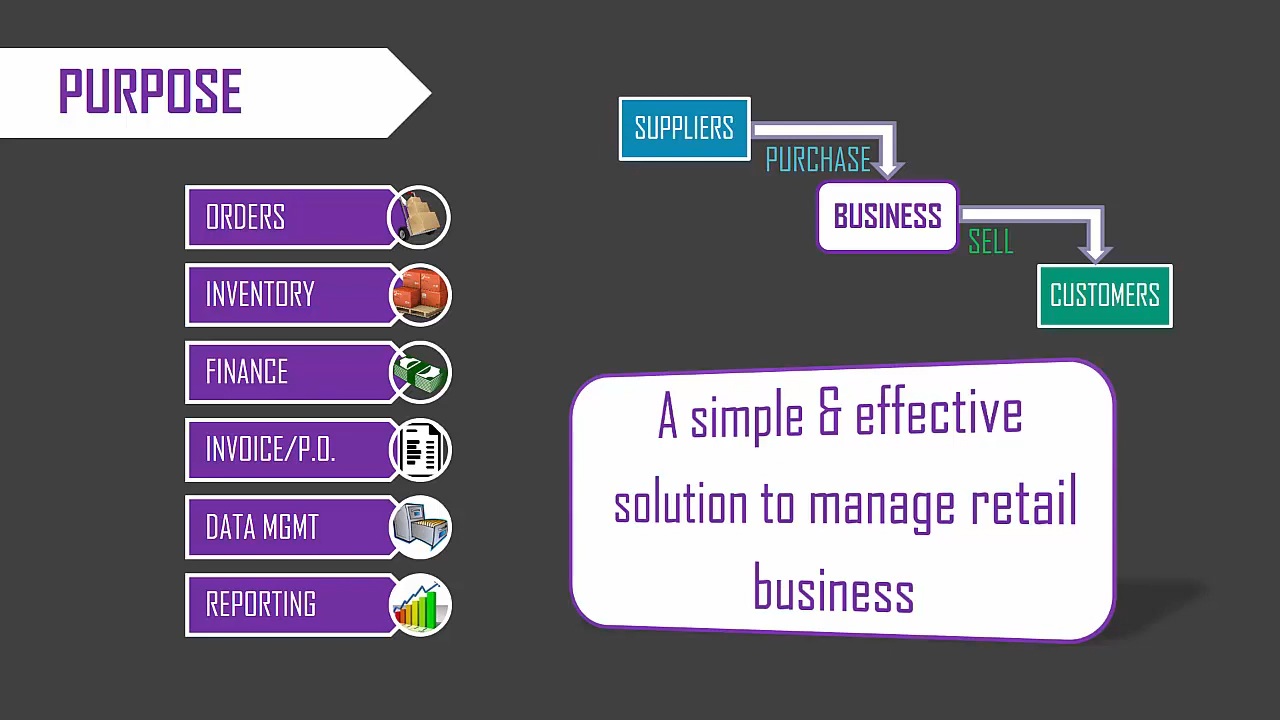 PURPOSE
ORDERS
INVENTORY
FINANCE
INVOICE/P.O.
DATA MGMT
REPORTING
SUPPLIERS
PURCHASE
BUSINESS
SELL
CUSTOMERS
A simple & effective
solution to manage retail
business